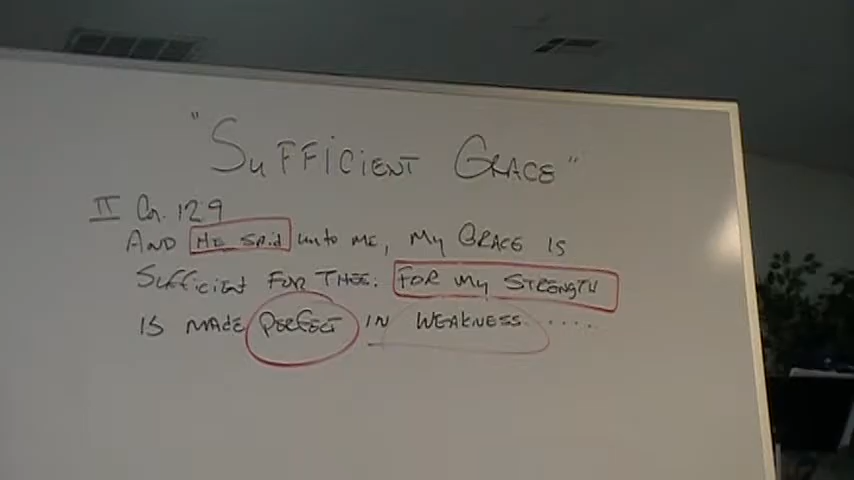 "Sufficient Grace"
II Cor. 12:9
And He said unto me, My Grace is
sufficient for thee: for my strength
is made perfect in weakness.....